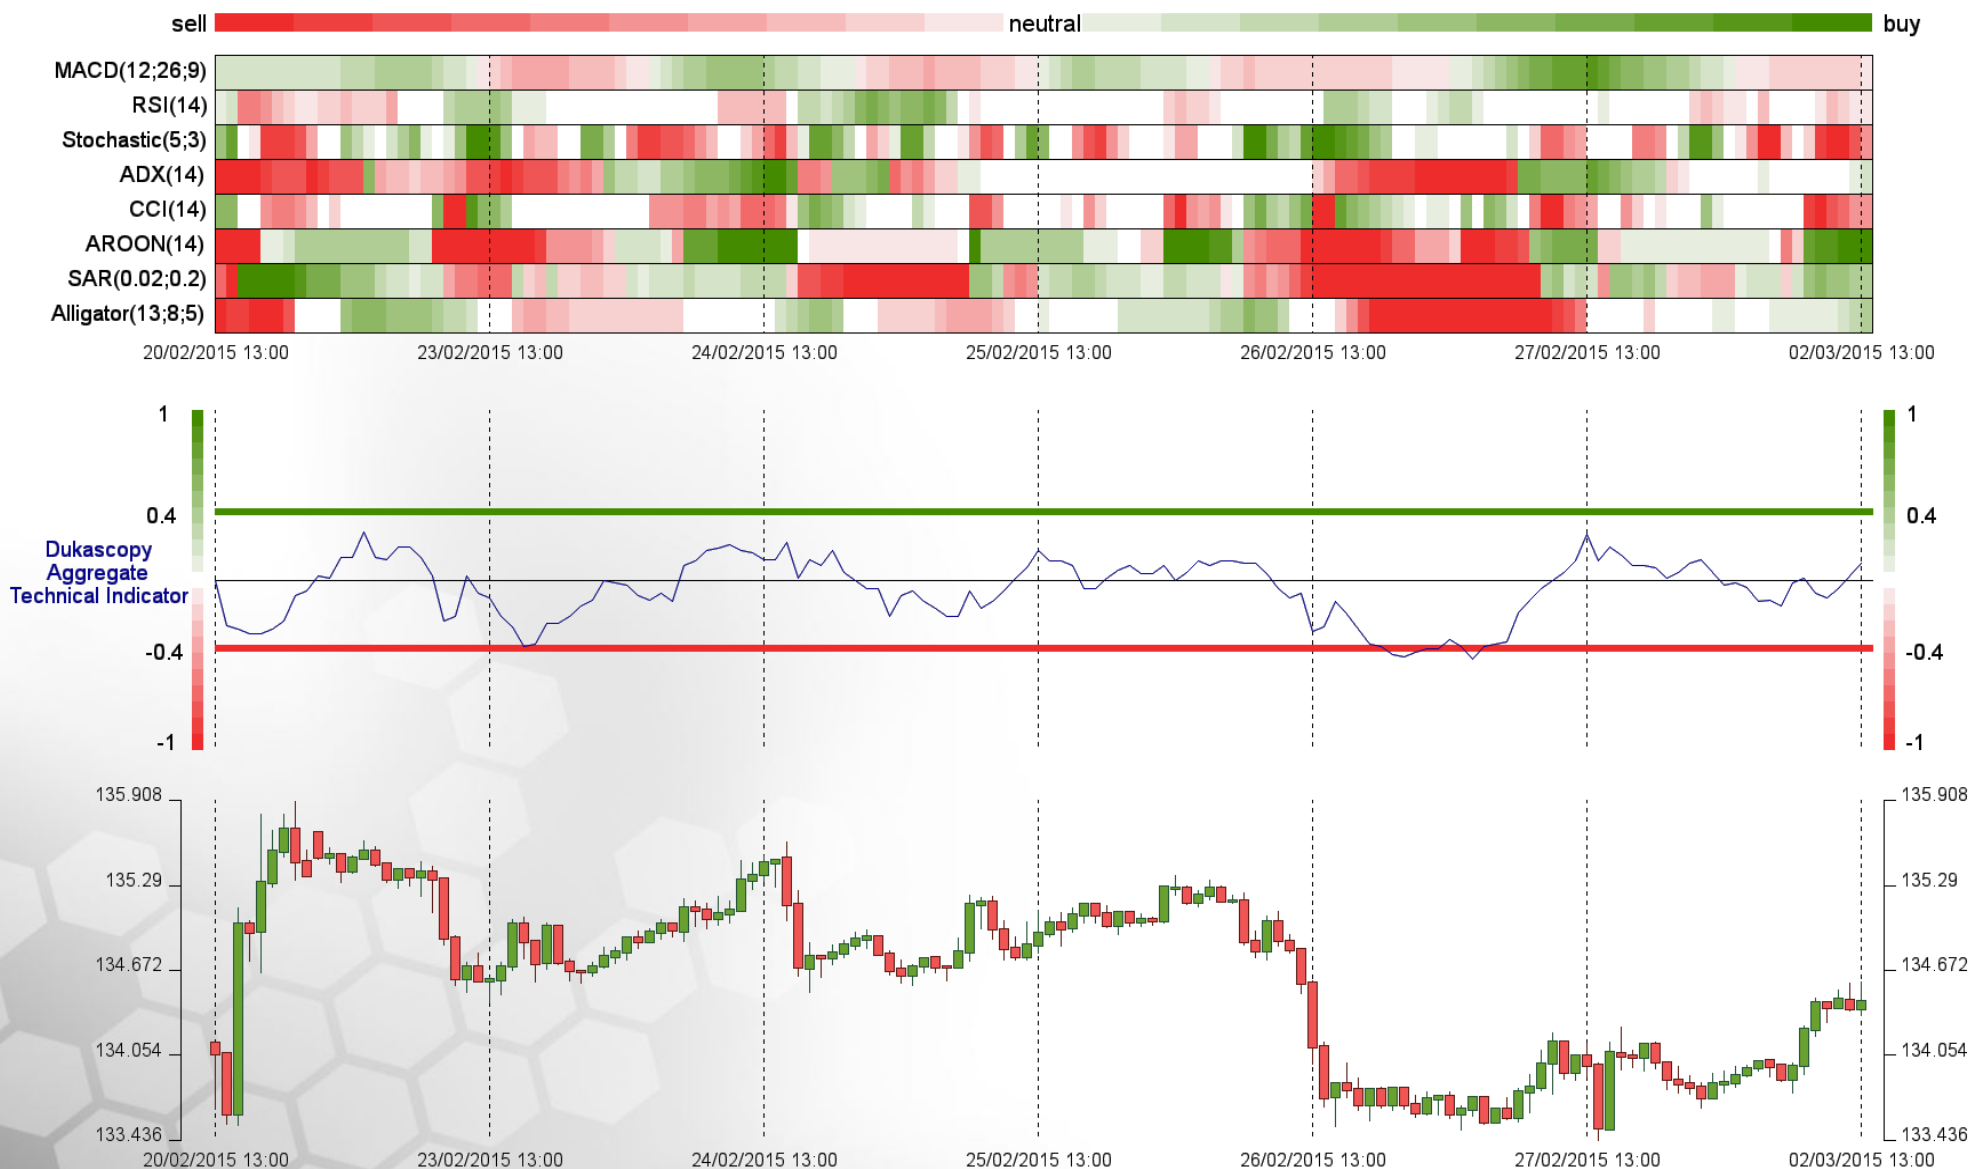 sell neutral buy
MACD(12;26;9)
RSI(14)
Stochastic(5;3)
ADX(14)
CCI(14)
AROON(14)
SAR(0.02;0.2)
Alligator(13;8;5)
20/02/2015 13:00 23/02/2015 13:00 24/02/2015 13:00 25/02/2015 13:00 26/02/2015 13:00 27/02/2015 13:00 02/03/2015 13:00
1 1
0.4 0.4
Dukascopy
Aggregate
Technical Indicator
-0.4 -0.4
-1 -1
135.908 135.908
135.29 135.29
134.672 134.672
134.054 134.054
133.436 133.436
20/02/2015 13:00 23/02/2015 13:00 24/02/2015 13:00 25/02/2015 13:00 26/02/2015 13:00 27/02/2015 13:00 02/03/2015 13:00